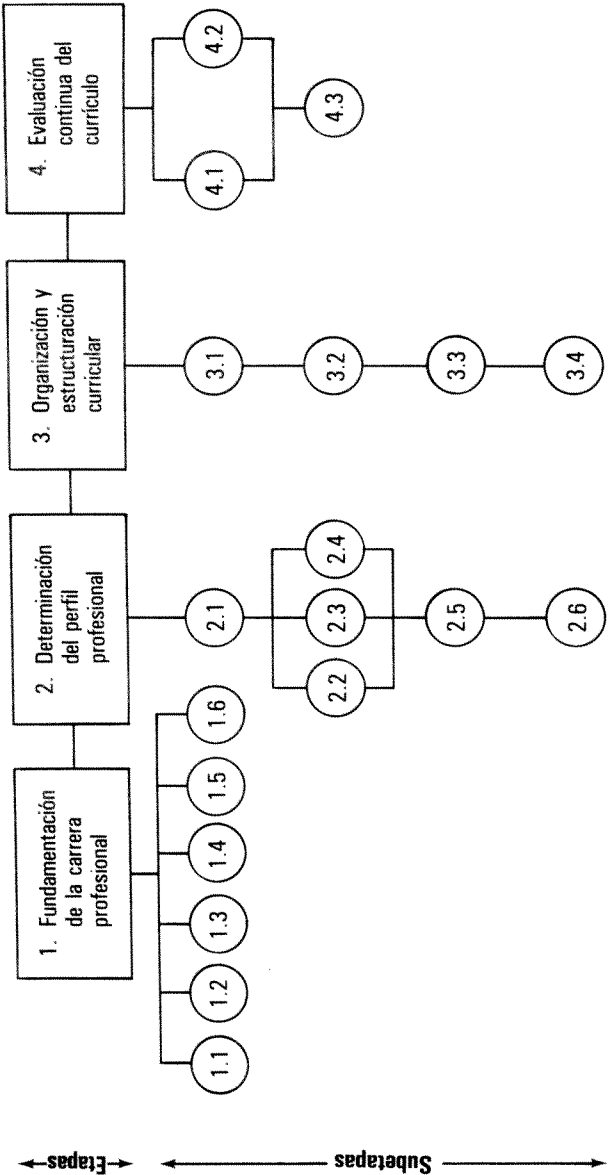 Etapas
1. Fundamentación
de la carrera
profesional
2. Determinación
del perfil
profesional
3. Organización y
estructuración
curricular
4. Evaluación
continua del
currículo
Subetapas
1.1
1.2
1.3
1.4
1.5
1.6
2.1
2.2
2.3
2.4
2.5
2.6
3.1
3.2
3.3
3.4
4.1
4.2
4.3